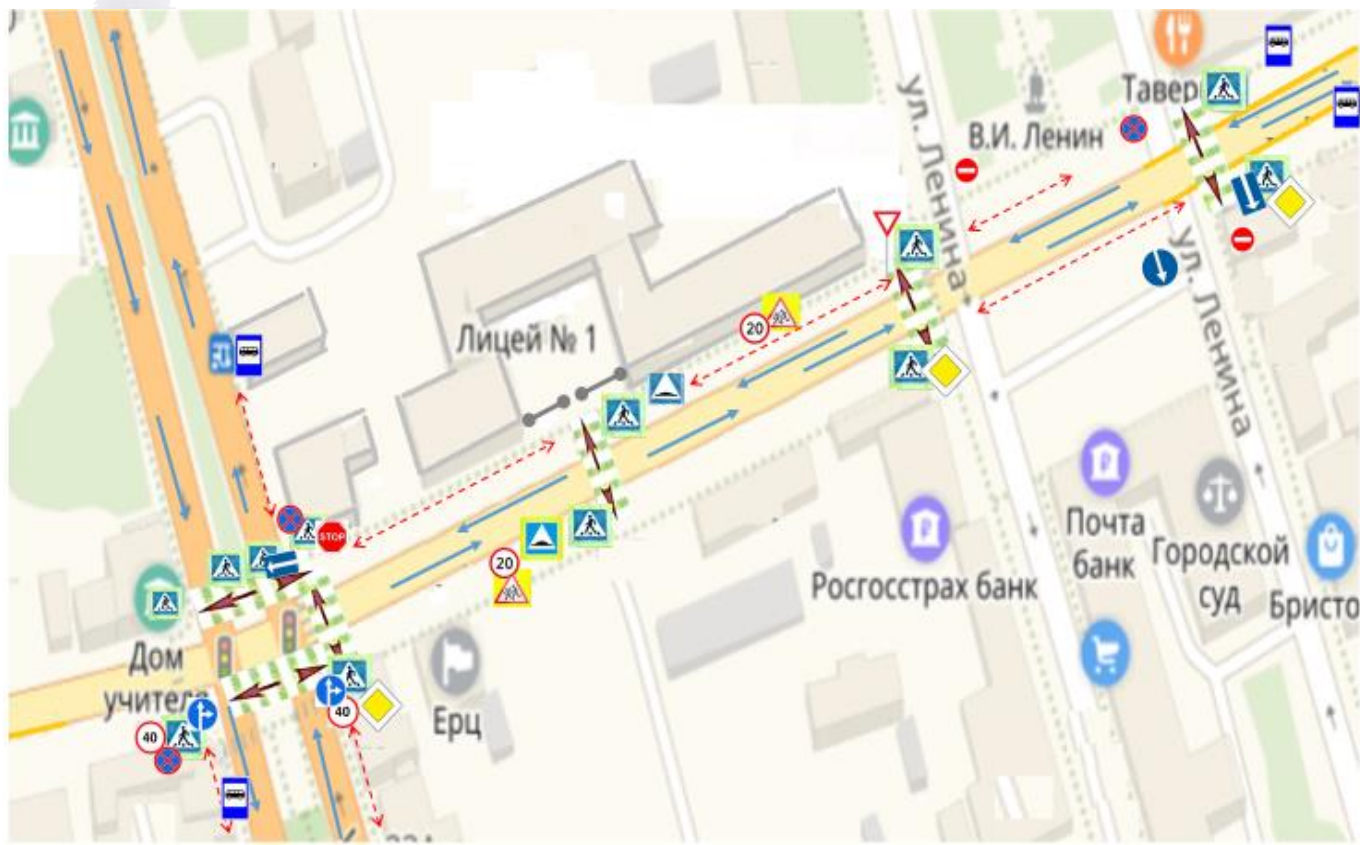 ул. Ленина
Тавер
В.И. Ленин
ул. Ленина
Лицей № 1
20
STOP
20
Почта
банк
Городской
суд
Бристо
Росгосстрах банк
Дом
учителя
Ерц
40
40